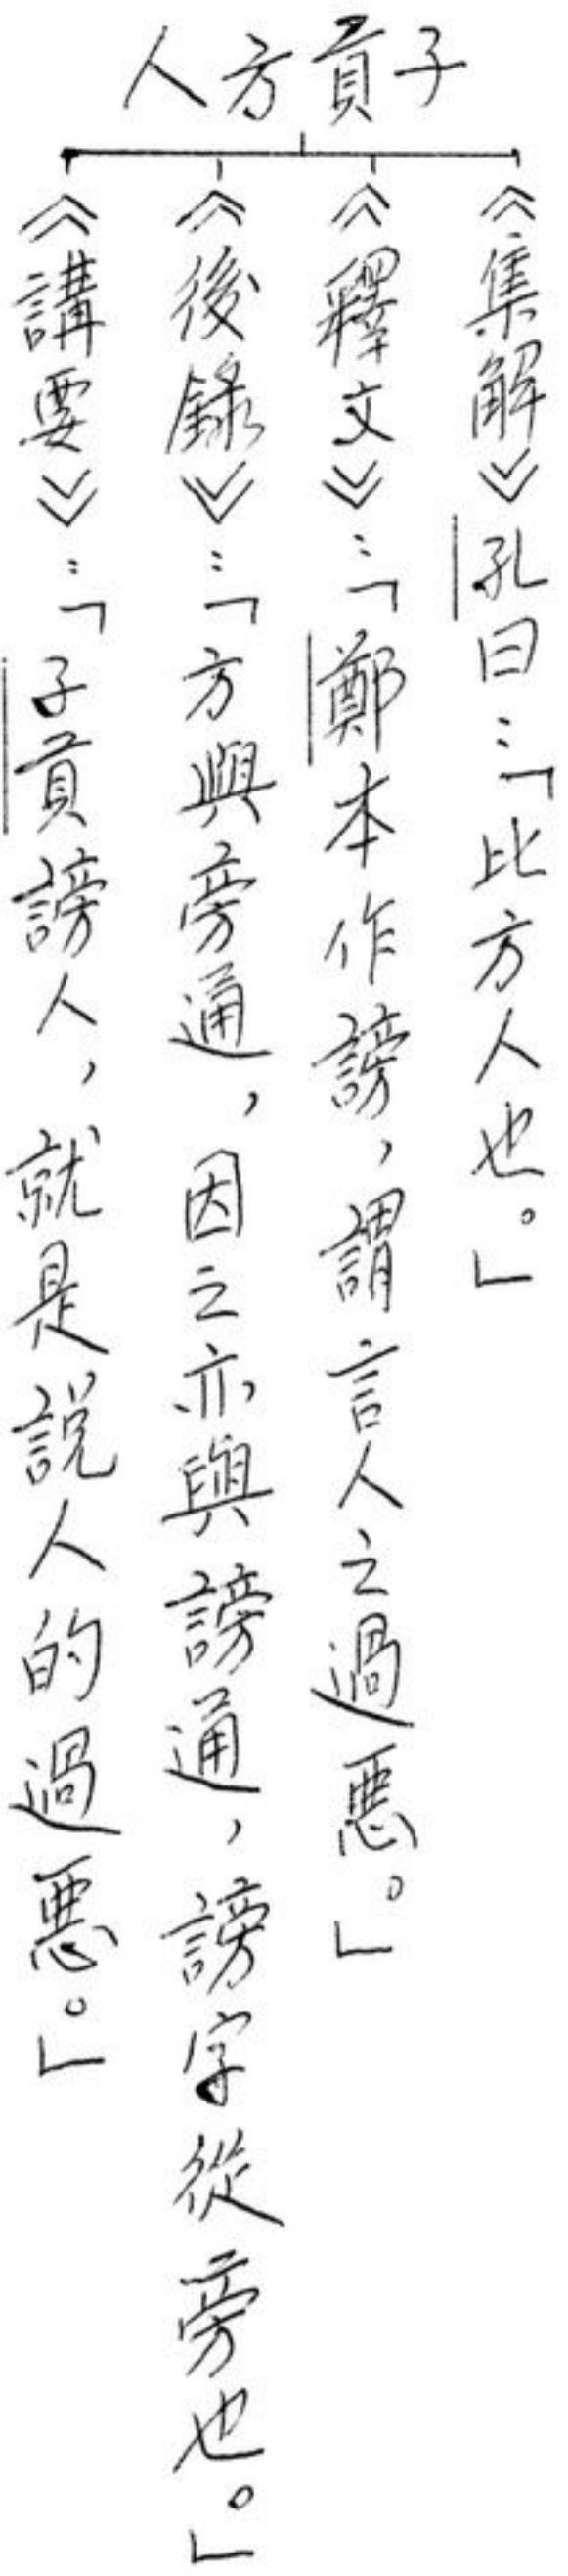 子貢方人
《集解》孔曰：「比方人也。」
《釋文》：「鄭本作謗，謂言人之過惡。」
《後錄》：「方與旁通，因之亦與謗通，謗字從旁也。」
《講要》：「子貢謗人，就是說人的過惡。」